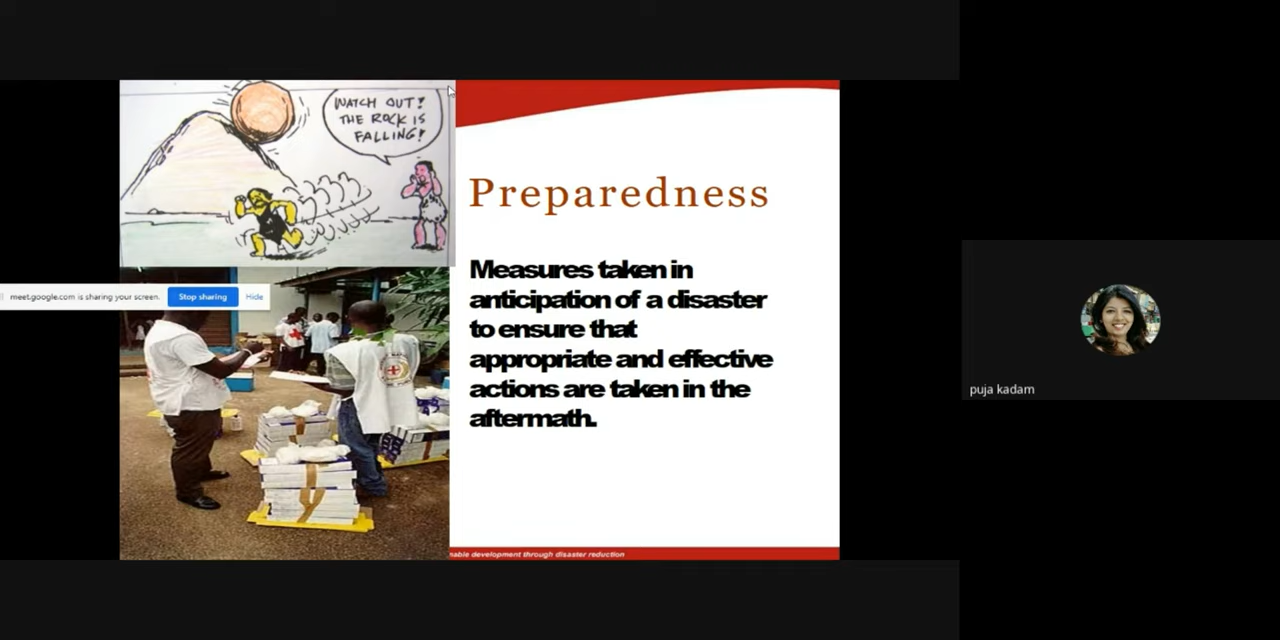 WATCH OUT!
THE ROCK IS
FALLING!
meet.google.com is sharing your screen.
Stop sharing
Hide
Preparedness
Measures taken in
anticipation of a disaster
to ensure that
appropriate and effective
actions are taken in the
aftermath.
nable development through disaster reduction
puja kadam